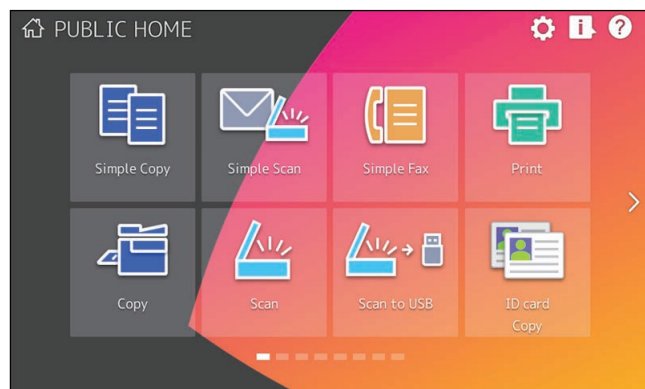 PUBLIC HOME
Simple Copy
Simple Scan
Simple Fax
Print
Copy
Scan
Scan to USB
ID card
Copy